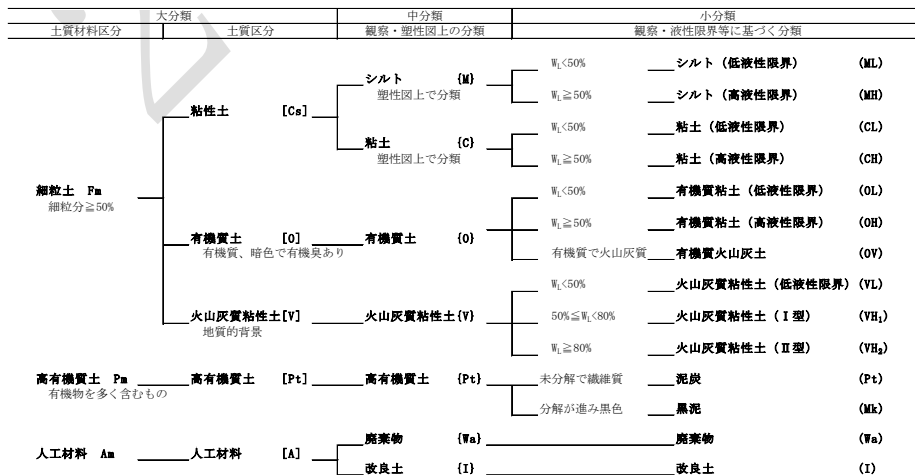 大分類 中分類 小分類
土質材料区分 土質区分 観察・塑性図上の分類 観察・液性限界等に基づく分類
W_L<50% シルト（低液性限界） (ML)
シルト {M}
塑性図上で分類
W_L≧50% シルト（高液性限界） (MH)
粘性土 [Cs]
W_L<50% 粘土（低液性限界） (CL)
粘土 {C}
塑性図上で分類
W_L≧50% 粘土（高液性限界） (CH)
細粒土 Fm
細粒分≧50%
W_L<50% 有機質粘土（低液性限界） (OL)
W_L≧50% 有機質粘土（高液性限界） (OH)
有機質土 [O] 有機質土 {O}
有機質、暗色で有機臭あり 有機質で火山灰質 有機質火山灰土 (OV)
W_L<50% 火山灰質粘性土（低液性限界） (VL)
火山灰質粘性土[V] 火山灰質粘性土{V} 50%≦W_L<80% 火山灰質粘性土（Ⅰ型） (VH₁)
地質的背景
W_L≧80% 火山灰質粘性土（Ⅱ型） (VH₂)
高有機質土 Pm 高有機質土 [Pt] 高有機質土 {Pt} 未分解で繊維質 泥炭 (Pt)
有機物を多く含むもの
分解が進み黒色 黒泥 (Mk)
廃棄物 {Wa} 廃棄物 (Wa)
人工材料 Am 人工材料 [A]
改良土 {I} 改良土 (I)